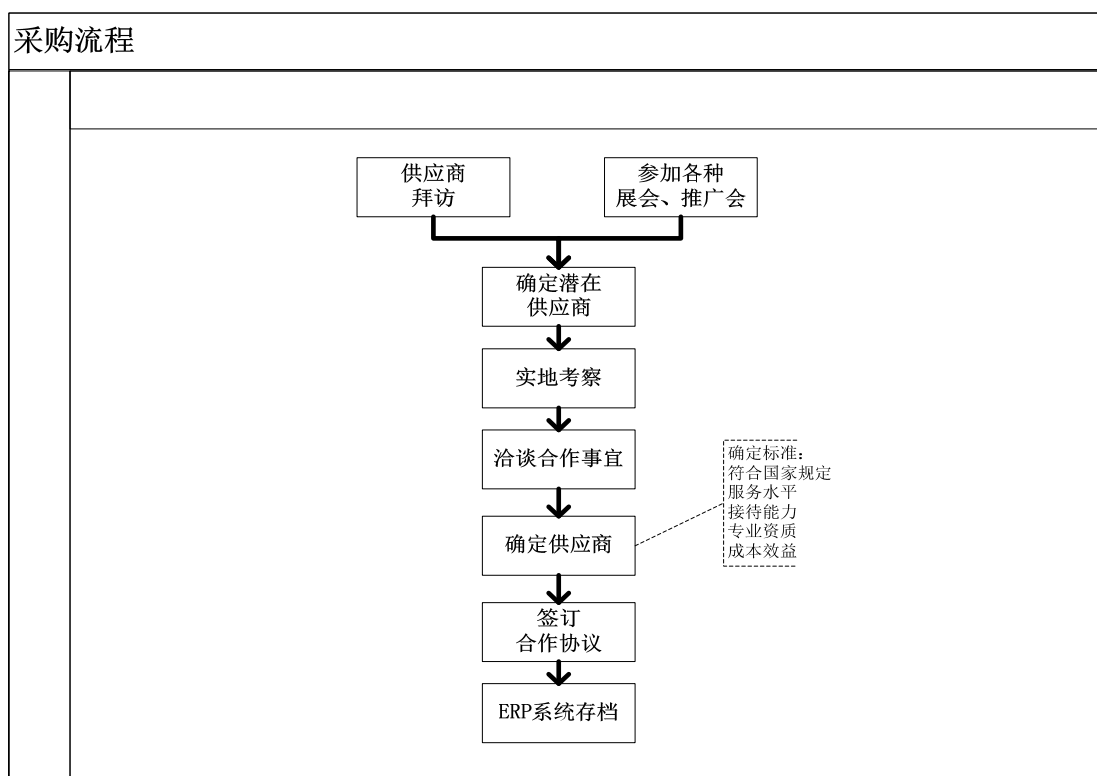 采购流程
供应商
拜访
参加各种
展会、推广会
确定潜在
供应商
实地考察
洽谈合作事宜
确定标准：
符合国家规定
服务水平
接待能力
专业资质
成本效益
确定供应商
签订
合作协议
ERP系统存档